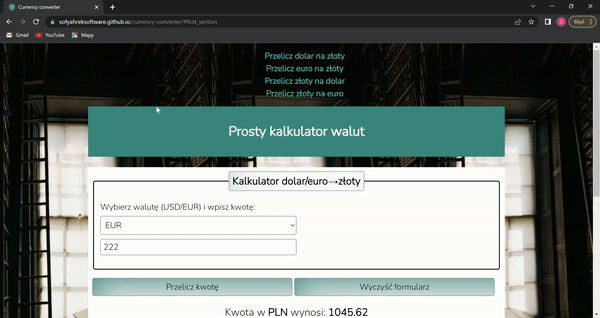 Currency converter
sofyahreksoftware.github.io/currency-converter/#first_section
Błąd
Gmail
YouTube
Mapy
Przelicz dolar na złoty
Przelicz euro na złoty
Przelicz złoty na dolar
Przelicz złoty na euro
Prosty kalkulator walut
Kalkulator dolar/euro→złoty
Wybierz walutę (USD/EUR) i wpisz kwotę:
EUR
222
Przelicz kwotę
Wyczyść formularz
Kwota w PLN wynosi: 1045.62